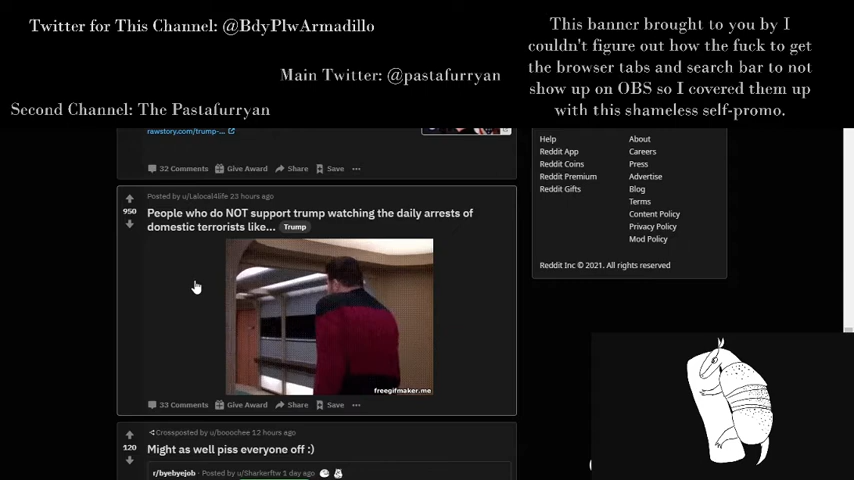 Twitter for This Channel: @BdyPlwArmadillo
Main Twitter: @pastafurryan
Second Channel: The Pastafurryan
This banner brought to you by I
couldn't figure out how the fuck to get
the browser tabs and search bar to not
show up on OBS so I covered them up
with this shameless self-promo.
rawstory.com/trump-...
32 Comments Give Award Share Save ...
Posted by u/Lalocal4life 23 hours ago
950
People who do NOT support trump watching the daily arrests of
domestic terrorists like... Trump
freegifmaker.me
33 Comments Give Award Share Save ...
Crossposted by u/booochee 12 hours ago
120
Might as well piss everyone off :)
r/byebyejob · Posted by u/Sharkerftw 1 day ago
Help About
Reddit App Careers
Reddit Coins Press
Reddit Premium Advertise
Reddit Gifts Blog
Terms
Content Policy
Privacy Policy
Mod Policy
Reddit Inc © 2021. All rights reserved